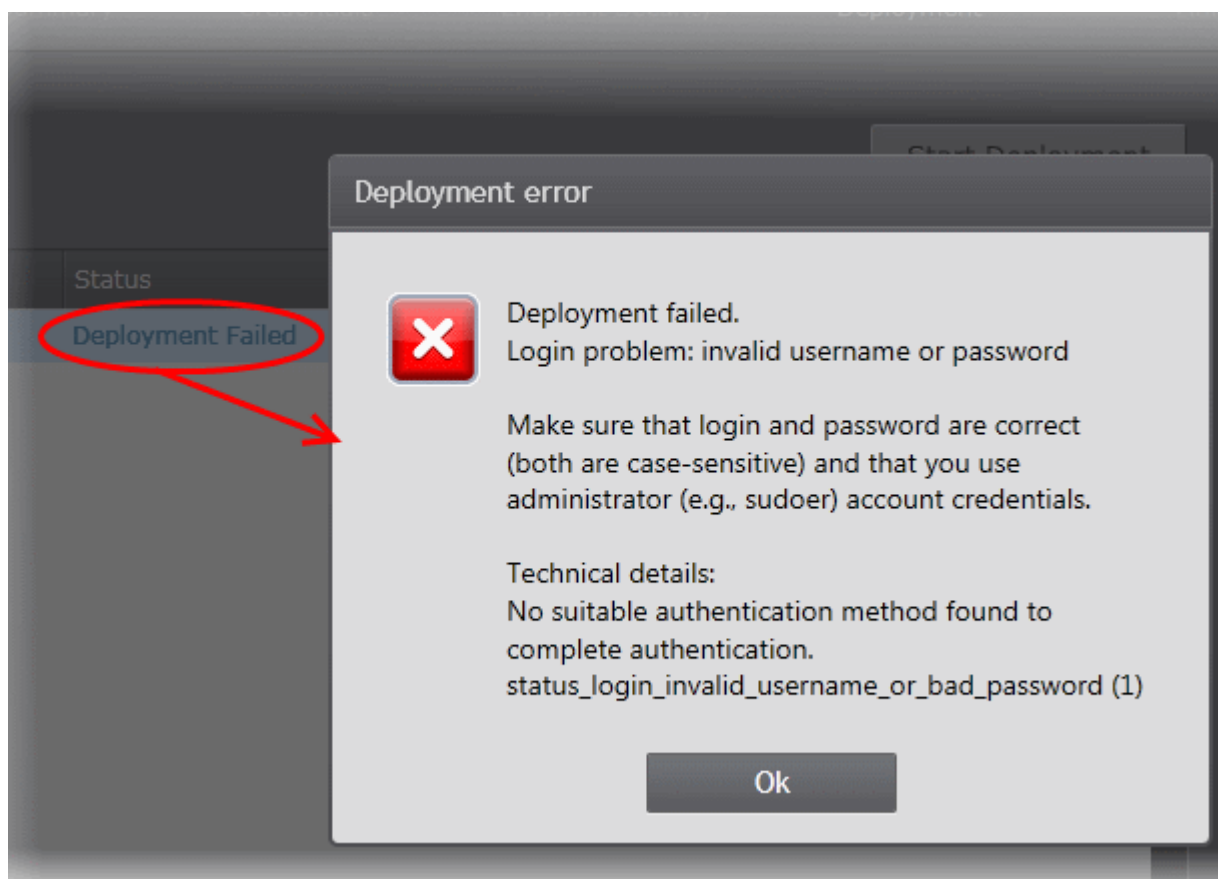 Deployment
Start Deployment
Deployment error
Status
Deployment Failed
Deployment failed.
Login problem: invalid username or password
Make sure that login and password are correct
(both are case-sensitive) and that you use
administrator (e.g., sudoer) account credentials.
Technical details:
No suitable authentication method found to
complete authentication.
status_login_invalid_username_or_bad_password (1)
Ok